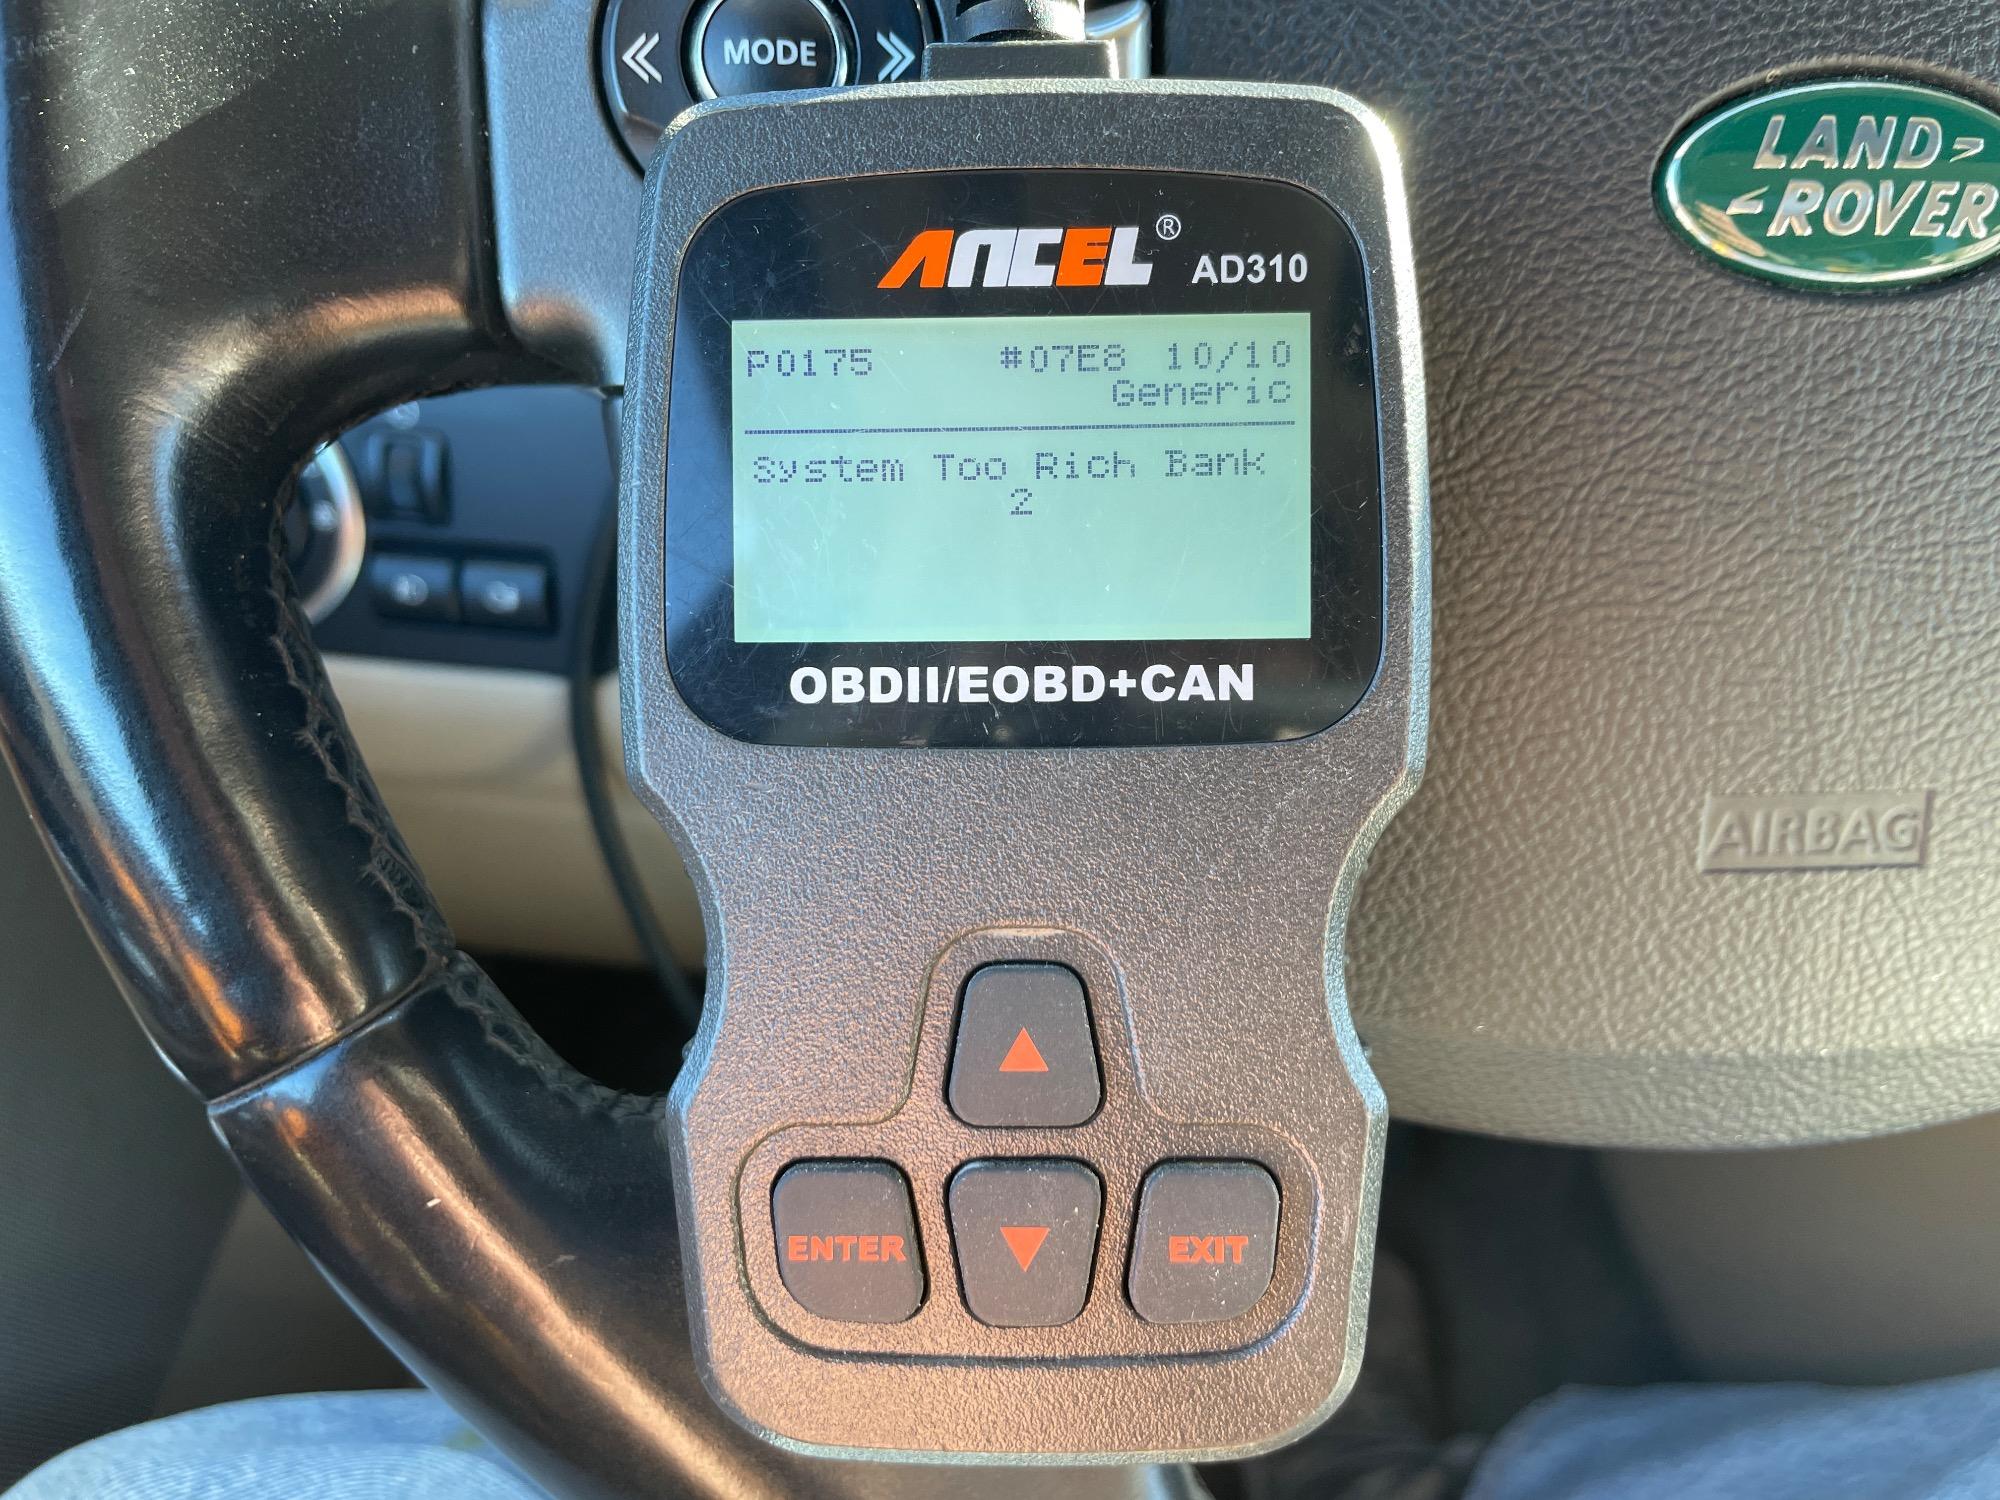 MODE
LAND
ROVER
ANCEL® AD310
P0175 #07E8 10/10
Generic
System Too Rich Bank
2
OBDII/EOBD+CAN
AIRBAG
ENTER
EXIT